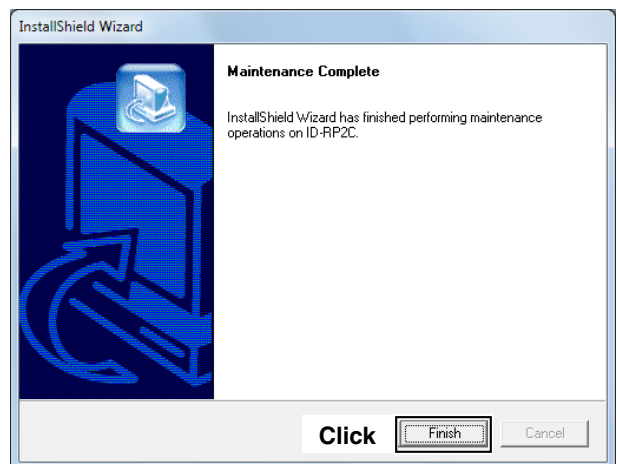 InstallShield Wizard
Maintenance Complete
InstallShield Wizard has finished performing maintenance
operations on ID-RP2C.
Click
Finish
Cancel